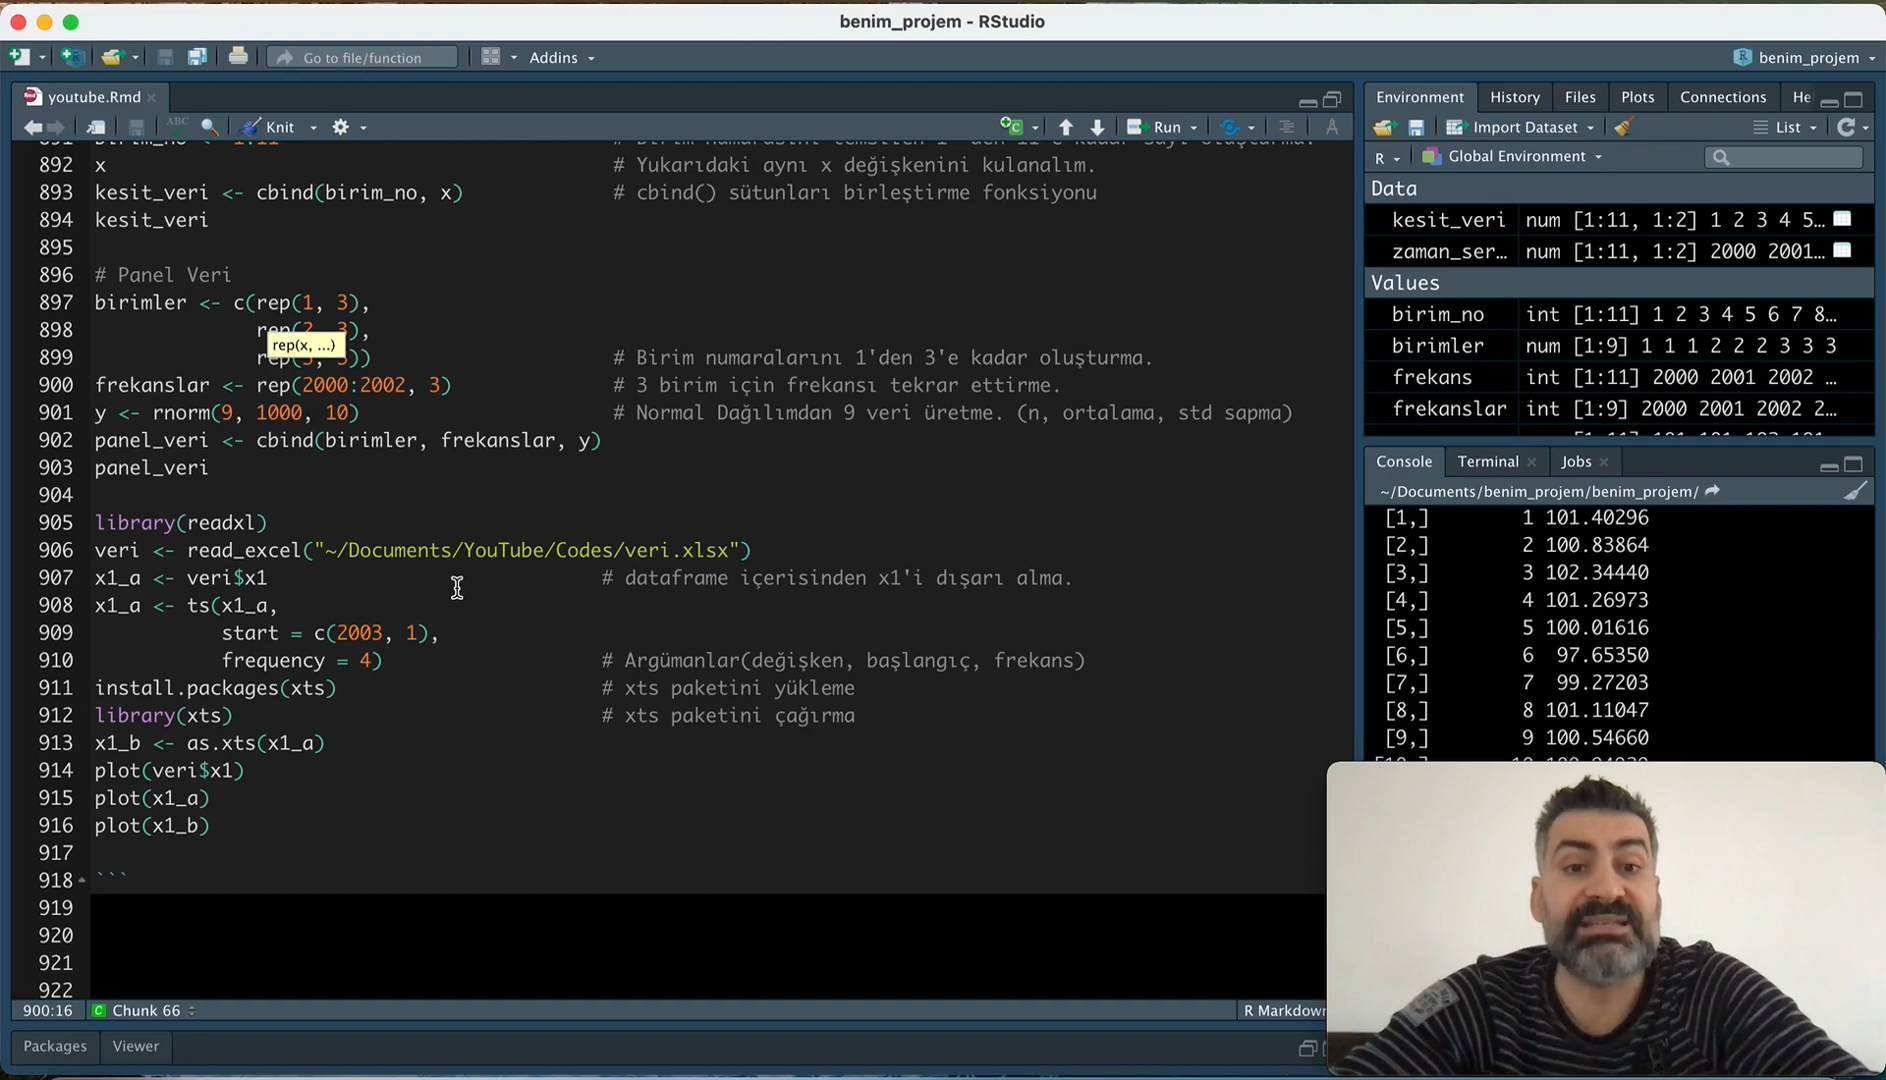 benim_projem - RStudio
Go to file/function
Addins
benim_projem
youtube.Rmd
ABC
Knit
Run
892 x # Yukarıdaki aynı x değişkenini kulanalım.
893 kesit_veri <- cbind(birim_no, x) # cbind() sütunları birleştirme fonksiyonu
894 kesit_veri
895
896 # Panel Veri
897 birimler <- c(rep(1, 3),
898 rep(2, 3),
rep(x, ...)
899 rep(3, 3)) # Birim numaralarını 1'den 3'e kadar oluşturma.
900 frekanslar <- rep(2000:2002, 3) # 3 birim için frekansı tekrar ettirme.
901 y <- rnorm(9, 1000, 10) # Normal Dağılımdan 9 veri üretme. (n, ortalama, std sapma)
902 panel_veri <- cbind(birimler, frekanslar, y)
903 panel_veri
904
905 library(readxl)
906 veri <- read_excel("~/Documents/YouTube/Codes/veri.xlsx")
907 x1_a <- veri$x1 # dataframe içerisinden x1'i dışarı alma.
908 x1_a <- ts(x1_a,
909 start = c(2003, 1),
910 frequency = 4) # Argümanlar(değişken, başlangıç, frekans)
911 install.packages(xts) # xts paketini yükleme
912 library(xts) # xts paketini çağırma
913 x1_b <- as.xts(x1_a)
914 plot(veri$x1)
915 plot(x1_a)
916 plot(x1_b)
917
918 ```
919
920
921
922
900:16 C Chunk 66 R Markdown
Packages Viewer
Environment History Files Plots Connections He
Import Dataset List
R Global Environment
Data
kesit_veri num [1:11, 1:2] 1 2 3 4 5…
zaman_ser… num [1:11, 1:2] 2000 2001…
Values
birim_no int [1:11] 1 2 3 4 5 6 7 8…
birimler num [1:9] 1 1 1 2 2 2 3 3 3
frekans int [1:11] 2000 2001 2002 …
frekanslar int [1:9] 2000 2001 2002 2…
Console Terminal Jobs
~/Documents/benim_projem/benim_projem/
[1,] 1 101.40296
[2,] 2 100.83864
[3,] 3 102.34440
[4,] 4 101.26973
[5,] 5 100.01616
[6,] 6 97.65350
[7,] 7 99.27203
[8,] 8 101.11047
[9,] 9 100.54660